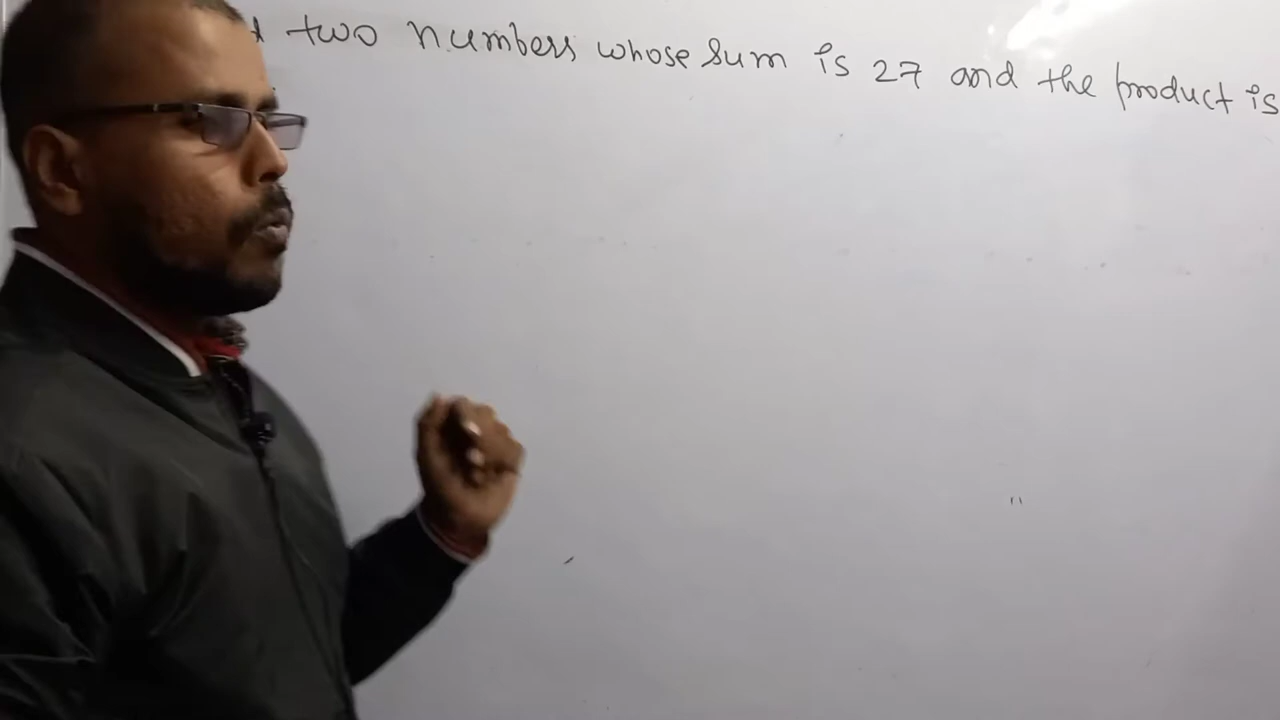 two numbers whose sum is 27 and the product is